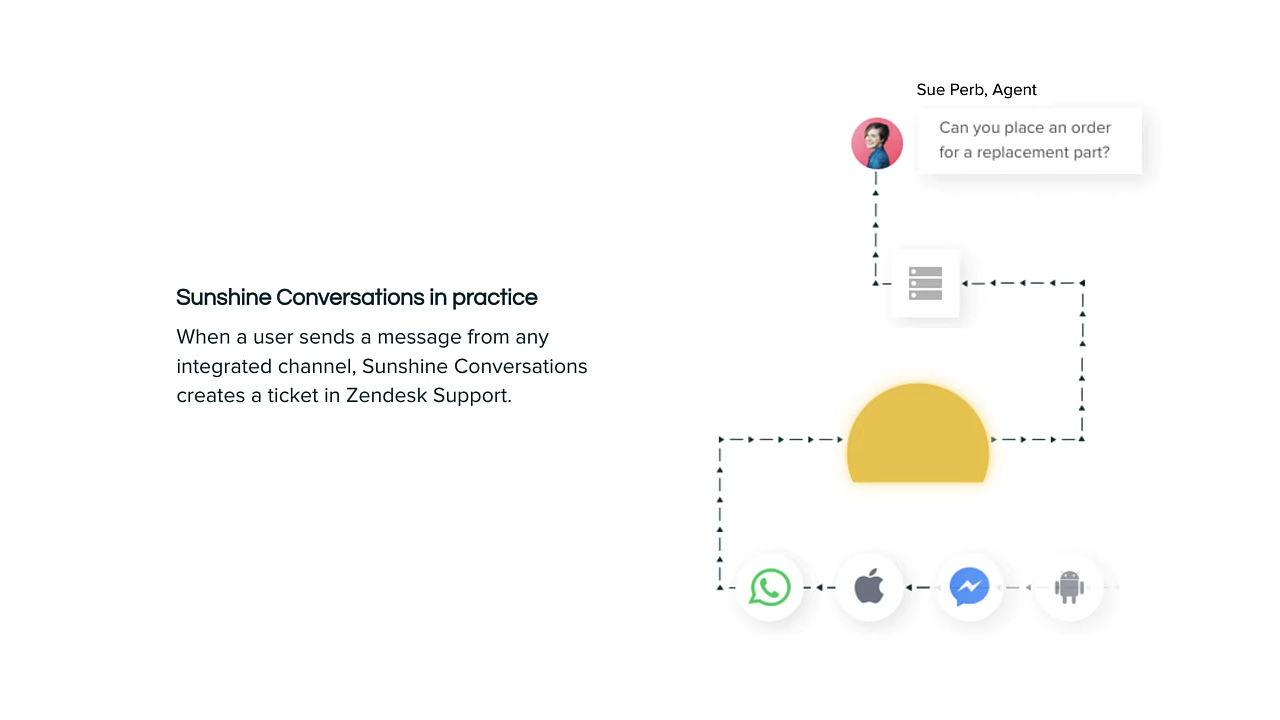 Sue Perb, Agent
Can you place an order
for a replacement part?
Sunshine Conversations in practice
When a user sends a message from any
integrated channel, Sunshine Conversations
creates a ticket in Zendesk Support.